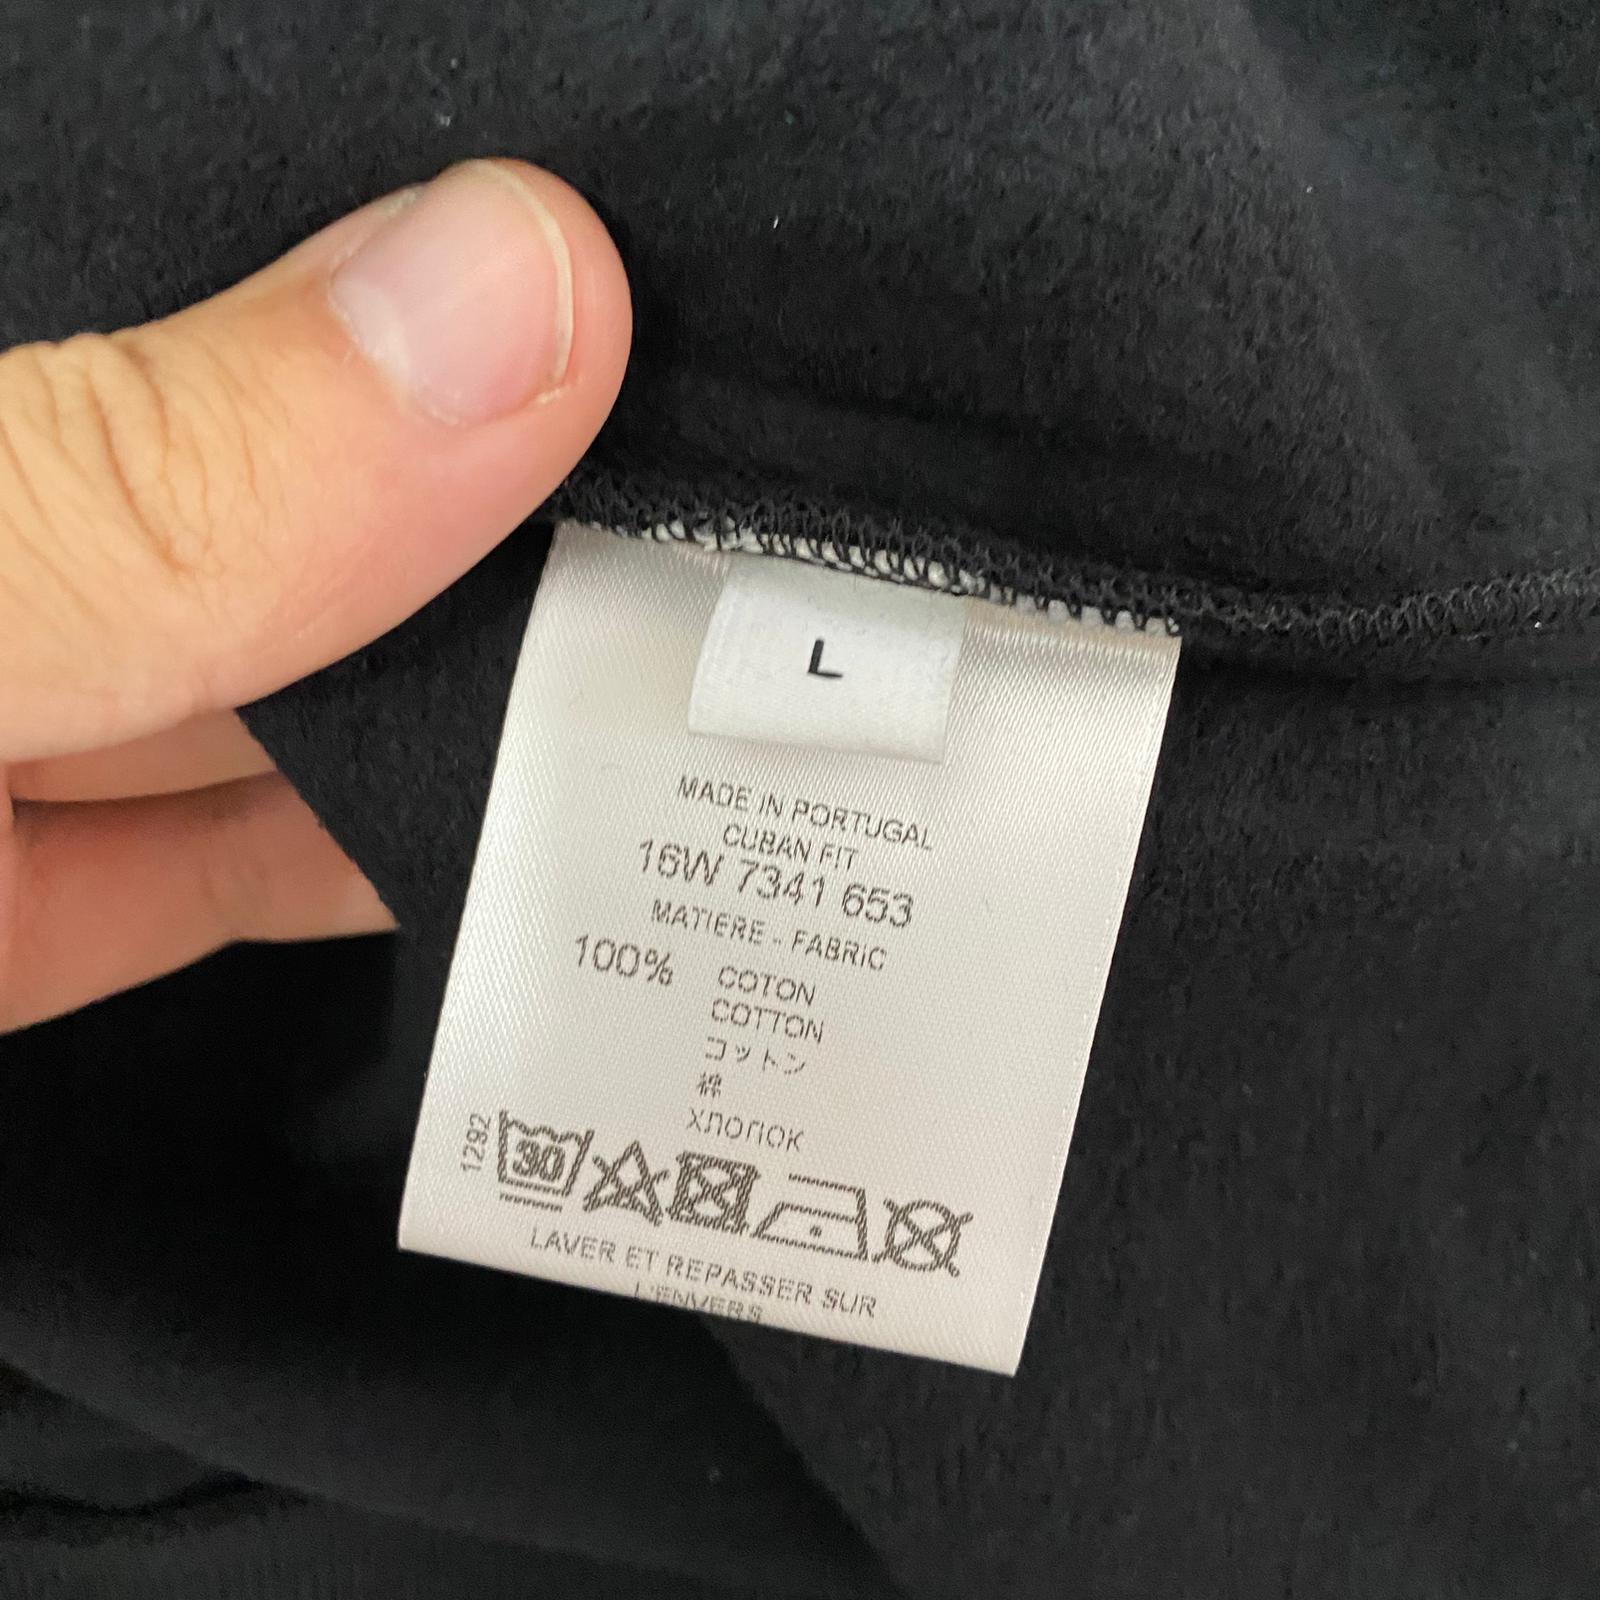 L
MADE IN PORTUGAL
CUBAN FIT
16W 7341 653
MATIERE - FABRIC
100% COTON
COTTON
コットン
棉
ХЛОПОК
1292
30
LAVER ET REPASSER SUR
L'ENVERS